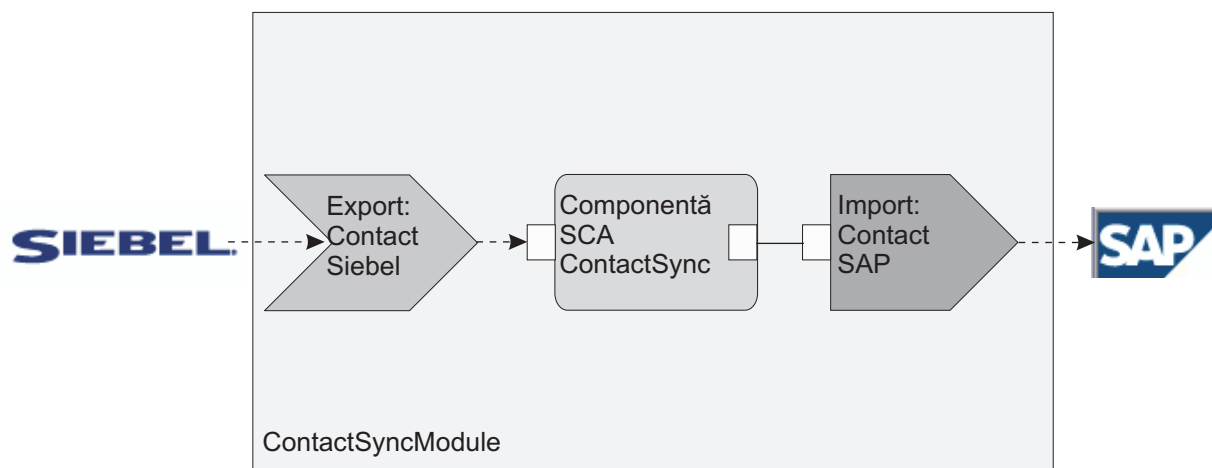 SIEBEL.
Export:
Contact
Siebel
Componentă
SCA
ContactSync
Import:
Contact
SAP
SAP
ContactSyncModule